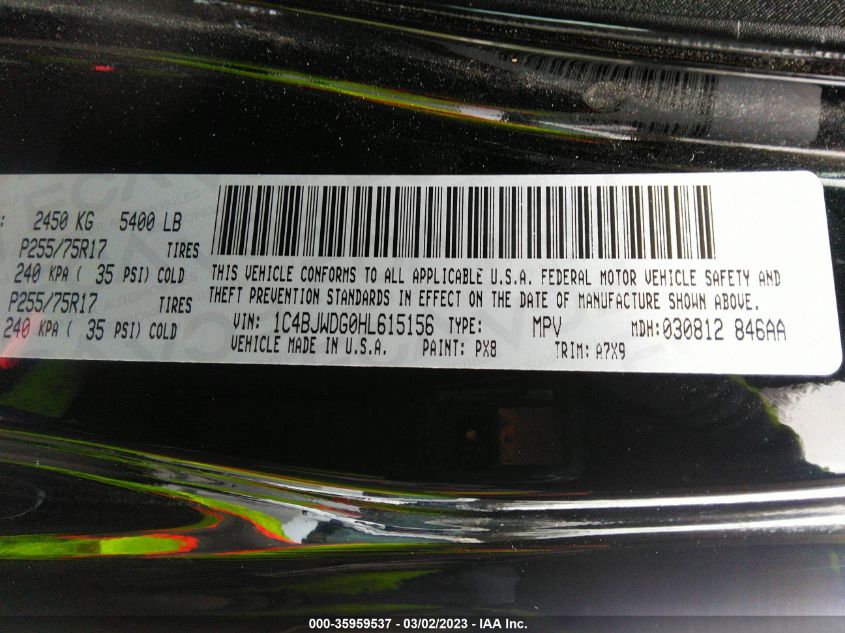 : 2450 KG 5400 LB
P255/75R17 TIRES
240 KPA ( 35 PSI) COLD
P255/75R17 TIRES
240 KPA ( 35 PSI) COLD
THIS VEHICLE CONFORMS TO ALL APPLICABLE U.S.A. FEDERAL MOTOR VEHICLE SAFETY AND
THEFT PREVENTION STANDARDS IN EFFECT ON THE DATE OF MANUFACTURE SHOWN ABOVE.
VIN: 1C4BJWDG0HL615156 TYPE: MPV MDH: 030812 846AA
VEHICLE MADE IN U.S.A. PAINT: PX8 TRIM: A7X9
000-35959537 - 03/02/2023 - IAA Inc.